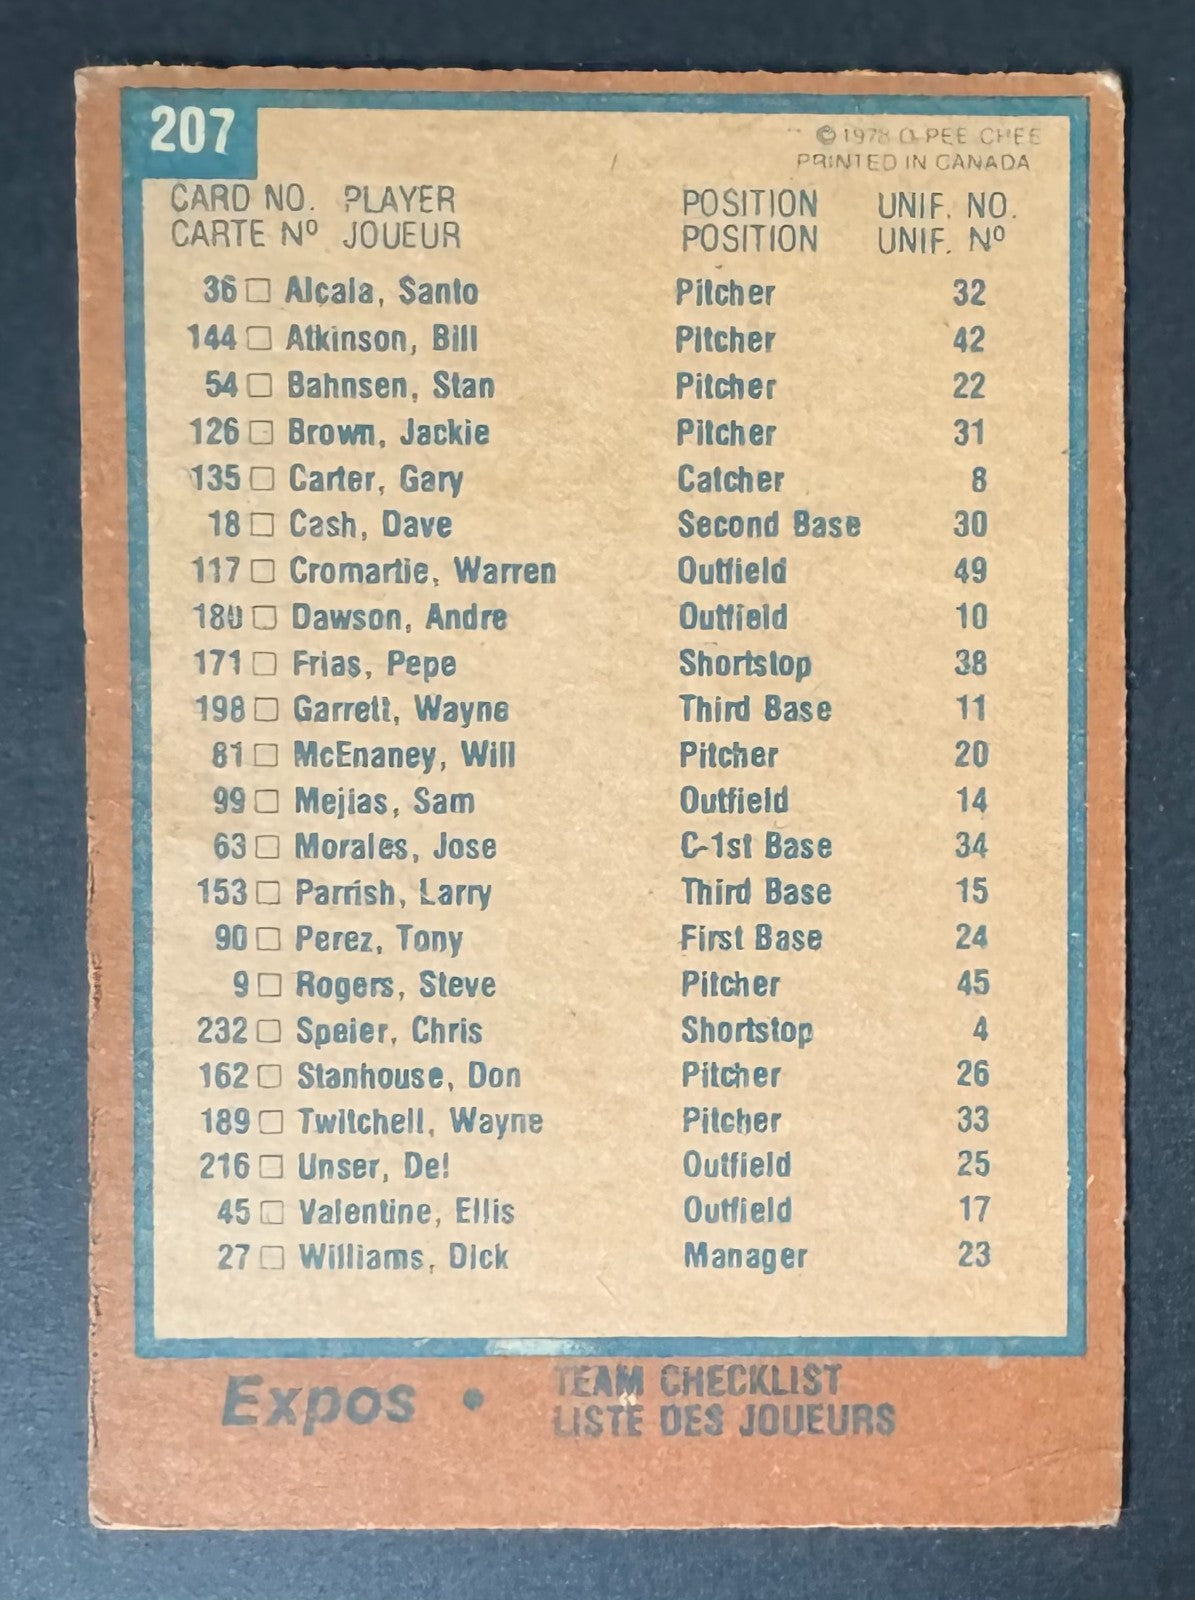 207
© 1978 O-PEE-CHEE
PRINTED IN CANADA
CARD NO. PLAYER POSITION UNIF. NO.
CARTE Nº JOUEUR POSITION UNIF. Nº
36 □ Alcala, Santo Pitcher 32
144 □ Atkinson, Bill Pitcher 42
54 □ Bahnsen, Stan Pitcher 22
126 □ Brown, Jackie Pitcher 31
135 □ Carter, Gary Catcher 8
18 □ Cash, Dave Second Base 30
117 □ Cromartie, Warren Outfield 49
180 □ Dawson, Andre Outfield 10
171 □ Frias, Pepe Shortstop 38
198 □ Garrett, Wayne Third Base 11
81 □ McEnaney, Will Pitcher 20
99 □ Mejias, Sam Outfield 14
63 □ Morales, Jose C-1st Base 34
153 □ Parrish, Larry Third Base 15
90 □ Perez, Tony First Base 24
9 □ Rogers, Steve Pitcher 45
232 □ Speier, Chris Shortstop 4
162 □ Stanhouse, Don Pitcher 26
189 □ Twitchell, Wayne Pitcher 33
216 □ Unser, Del Outfield 25
45 □ Valentine, Ellis Outfield 17
27 □ Williams, Dick Manager 23
Expos • TEAM CHECKLIST
LISTE DES JOUEURS